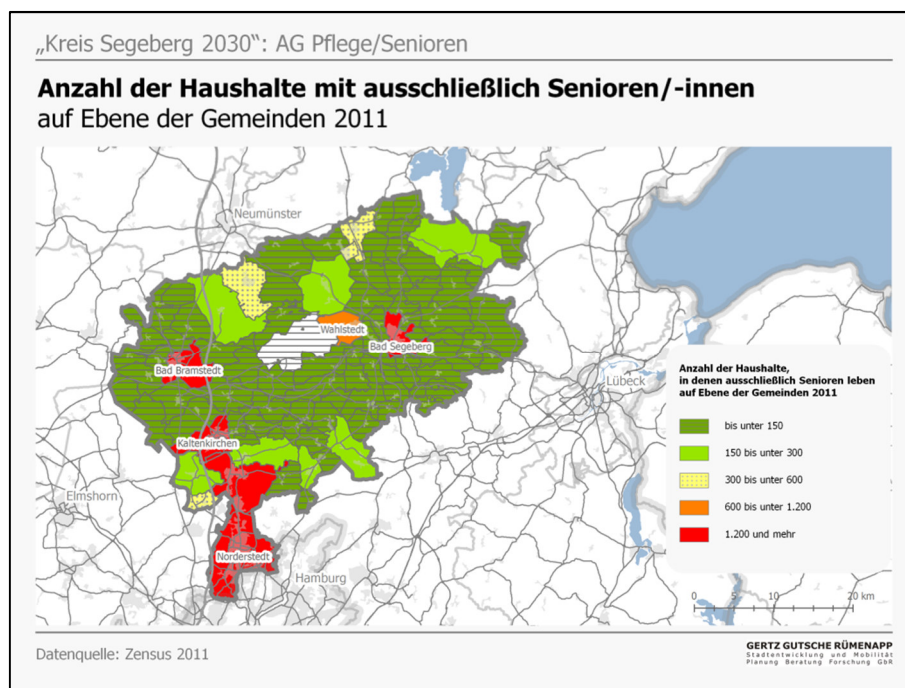 „Kreis Segeberg 2030“: AG Pflege/Senioren
Anzahl der Haushalte mit ausschließlich Senioren/-innen
auf Ebene der Gemeinden 2011
Neumünster
Wahlstedt
Bad Segeberg
Bad Bramstedt
Lübeck
Kaltenkirchen
Elmshorn
Norderstedt
Hamburg
Anzahl der Haushalte,
in denen ausschließlich Senioren leben
auf Ebene der Gemeinden 2011
bis unter 150
150 bis unter 300
300 bis unter 600
600 bis unter 1.200
1.200 und mehr
0 5 10 20 km
Datenquelle: Zensus 2011
GERTZ GUTSCHE RÜMENAPP
Stadtentwicklung und Mobilität
Planung Beratung Forschung GbR